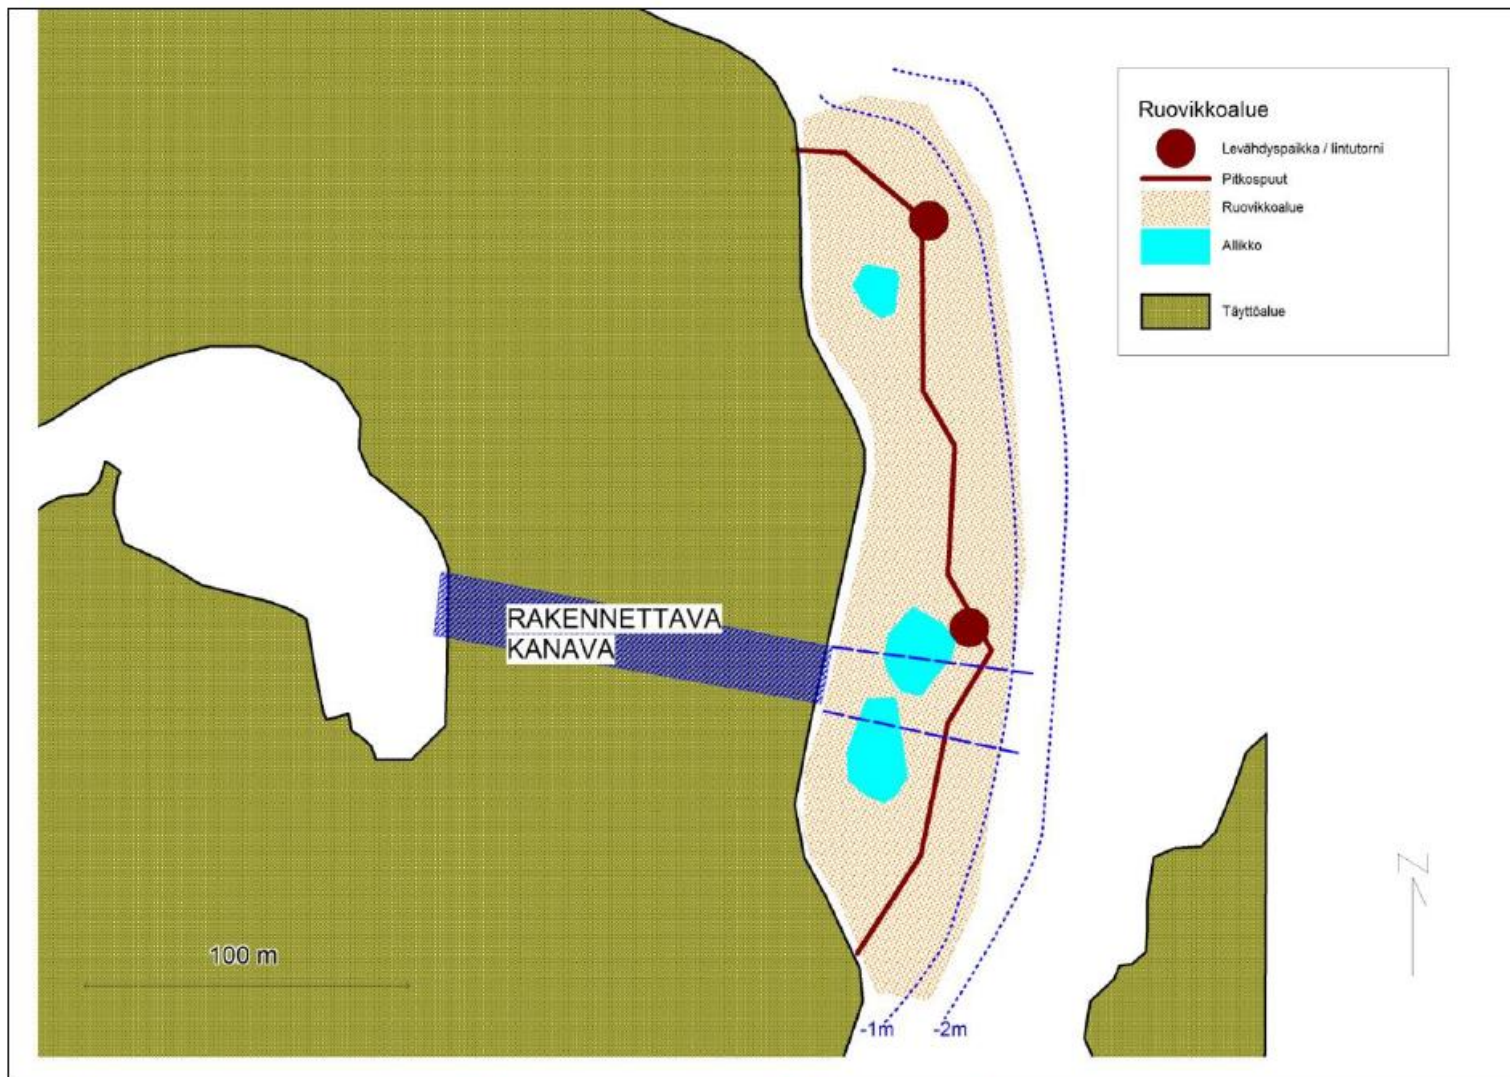 Ruovikkoalue
Levähdyspaikka / lintutorni
Pitkospuut
Ruovikkoalue
Allikko
Täyttöalue
RAKENNETTAVA
KANAVA
100 m
-1m
-2m
N